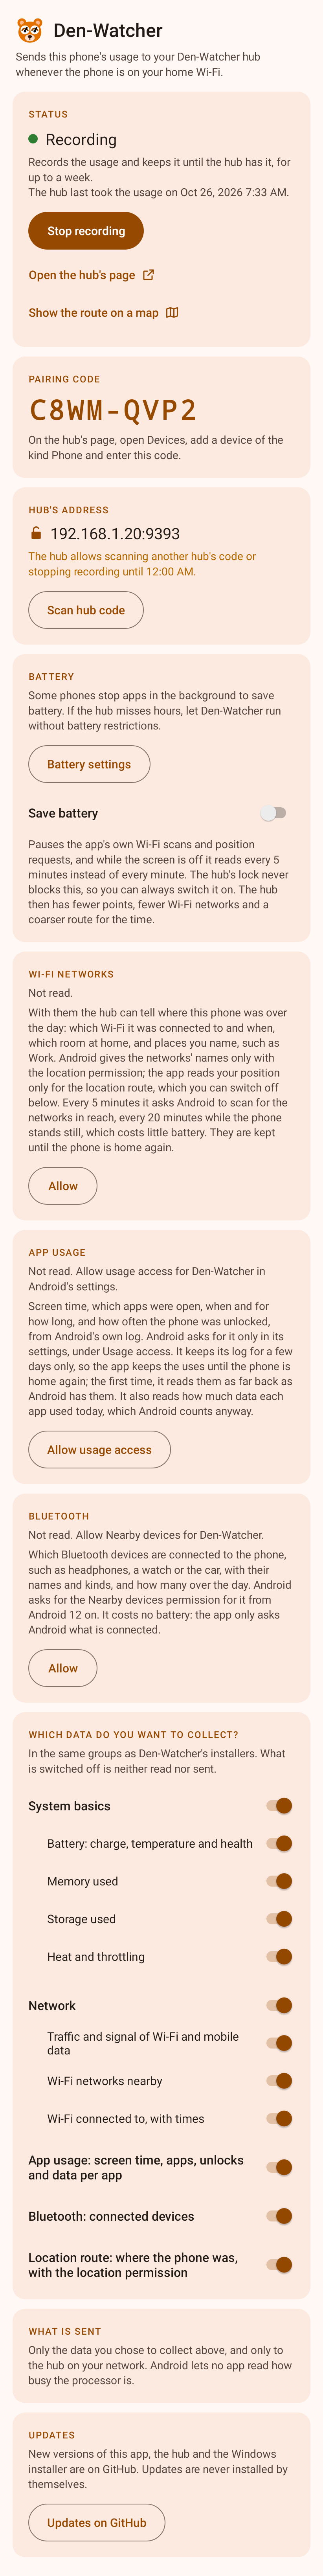 Den-Watcher
Sends this phone's usage to your Den-Watcher hub
whenever the phone is on your home Wi-Fi.
STATUS
Recording
Records the usage and keeps it until the hub has it, for
up to a week.
The hub last took the usage on Oct 26, 2026 7:33 AM.
Stop recording
Open the hub's page
Show the route on a map
PAIRING CODE
C8WM-QVP2
On the hub's page, open Devices, add a device of the
kind Phone and enter this code.
HUB'S ADDRESS
192.168.1.20:9393
The hub allows scanning another hub's code or
stopping recording until 12:00 AM.
Scan hub code
BATTERY
Some phones stop apps in the background to save
battery. If the hub misses hours, let Den-Watcher run
without battery restrictions.
Battery settings
Save battery
Pauses the app's own Wi-Fi scans and position
requests, and while the screen is off it reads every 5
minutes instead of every minute. The hub's lock never
blocks this, so you can always switch it on. The hub
then has fewer points, fewer Wi-Fi networks and a
coarser route for the time.
WI-FI NETWORKS
Not read.
With them the hub can tell where this phone was over
the day: which Wi-Fi it was connected to and when,
which room at home, and places you name, such as
Work. Android gives the networks' names only with
the location permission; the app reads your position
only for the location route, which you can switch off
below. Every 5 minutes it asks Android to scan for the
networks in reach, every 20 minutes while the phone
stands still, which costs little battery. They are kept
until the phone is home again.
Allow
APP USAGE
Not read. Allow usage access for Den-Watcher in
Android's settings.
Screen time, which apps were open, when and for
how long, and how often the phone was unlocked,
from Android's own log. Android asks for it only in its
settings, under Usage access. It keeps its log for a few
days only, so the app keeps the uses until the phone is
home again; the first time, it reads them as far back as
Android has them. It also reads how much data each
app used today, which Android counts anyway.
Allow usage access
BLUETOOTH
Not read. Allow Nearby devices for Den-Watcher.
Which Bluetooth devices are connected to the phone,
such as headphones, a watch or the car, with their
names and kinds, and how many over the day. Android
asks for the Nearby devices permission for it from
Android 12 on. It costs no battery: the app only asks
Android what is connected.
Allow
WHICH DATA DO YOU WANT TO COLLECT?
In the same groups as Den-Watcher's installers. What
is switched off is neither read nor sent.
System basics
Battery: charge, temperature and health
Memory used
Storage used
Heat and throttling
Network
Traffic and signal of Wi-Fi and mobile
data
Wi-Fi networks nearby
Wi-Fi connected to, with times
App usage: screen time, apps, unlocks
and data per app
Bluetooth: connected devices
Location route: where the phone was,
with the location permission
WHAT IS SENT
Only the data you chose to collect above, and only to
the hub on your network. Android lets no app read how
busy the processor is.
UPDATES
New versions of this app, the hub and the Windows
installer are on GitHub. Updates are never installed by
themselves.
Updates on GitHub